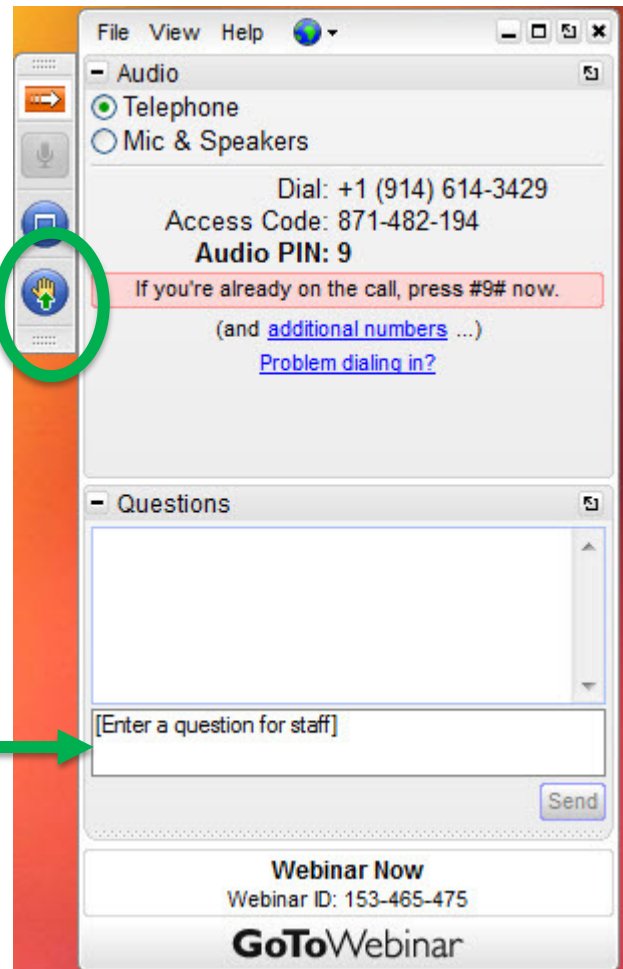 File View Help
Audio
Telephone
Mic & Speakers
Dial: +1 (914) 614-3429
Access Code: 871-482-194
Audio PIN: 9
If you're already on the call, press #9# now.
(and additional numbers ...)
Problem dialing in?
Questions
[Enter a question for staff]
Send
Webinar Now
Webinar ID: 153-465-475
GoToWebinar